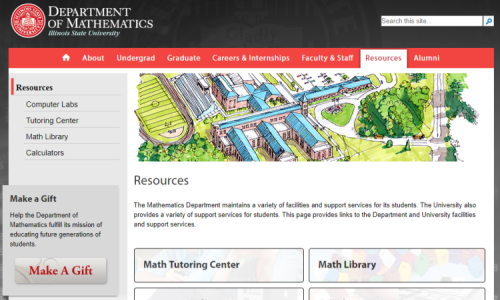 DEPARTMENT
OF MATHEMATICS
Illinois State University
Search this site...
About Undergrad Graduate Careers & Internships Faculty & Staff Resources Alumni
Resources
Computer Labs
Tutoring Center
Math Library
Calculators
Make a Gift
Help the Department of
Mathematics fulfill its mission of
educating future generations of
students.
Make A Gift
Resources
The Mathematics Department maintains a variety of facilities and support services for its students. The University also
provides a variety of support services for students. This page provides links to the Department and University facilities
and support services.
Math Tutoring Center
Math Library